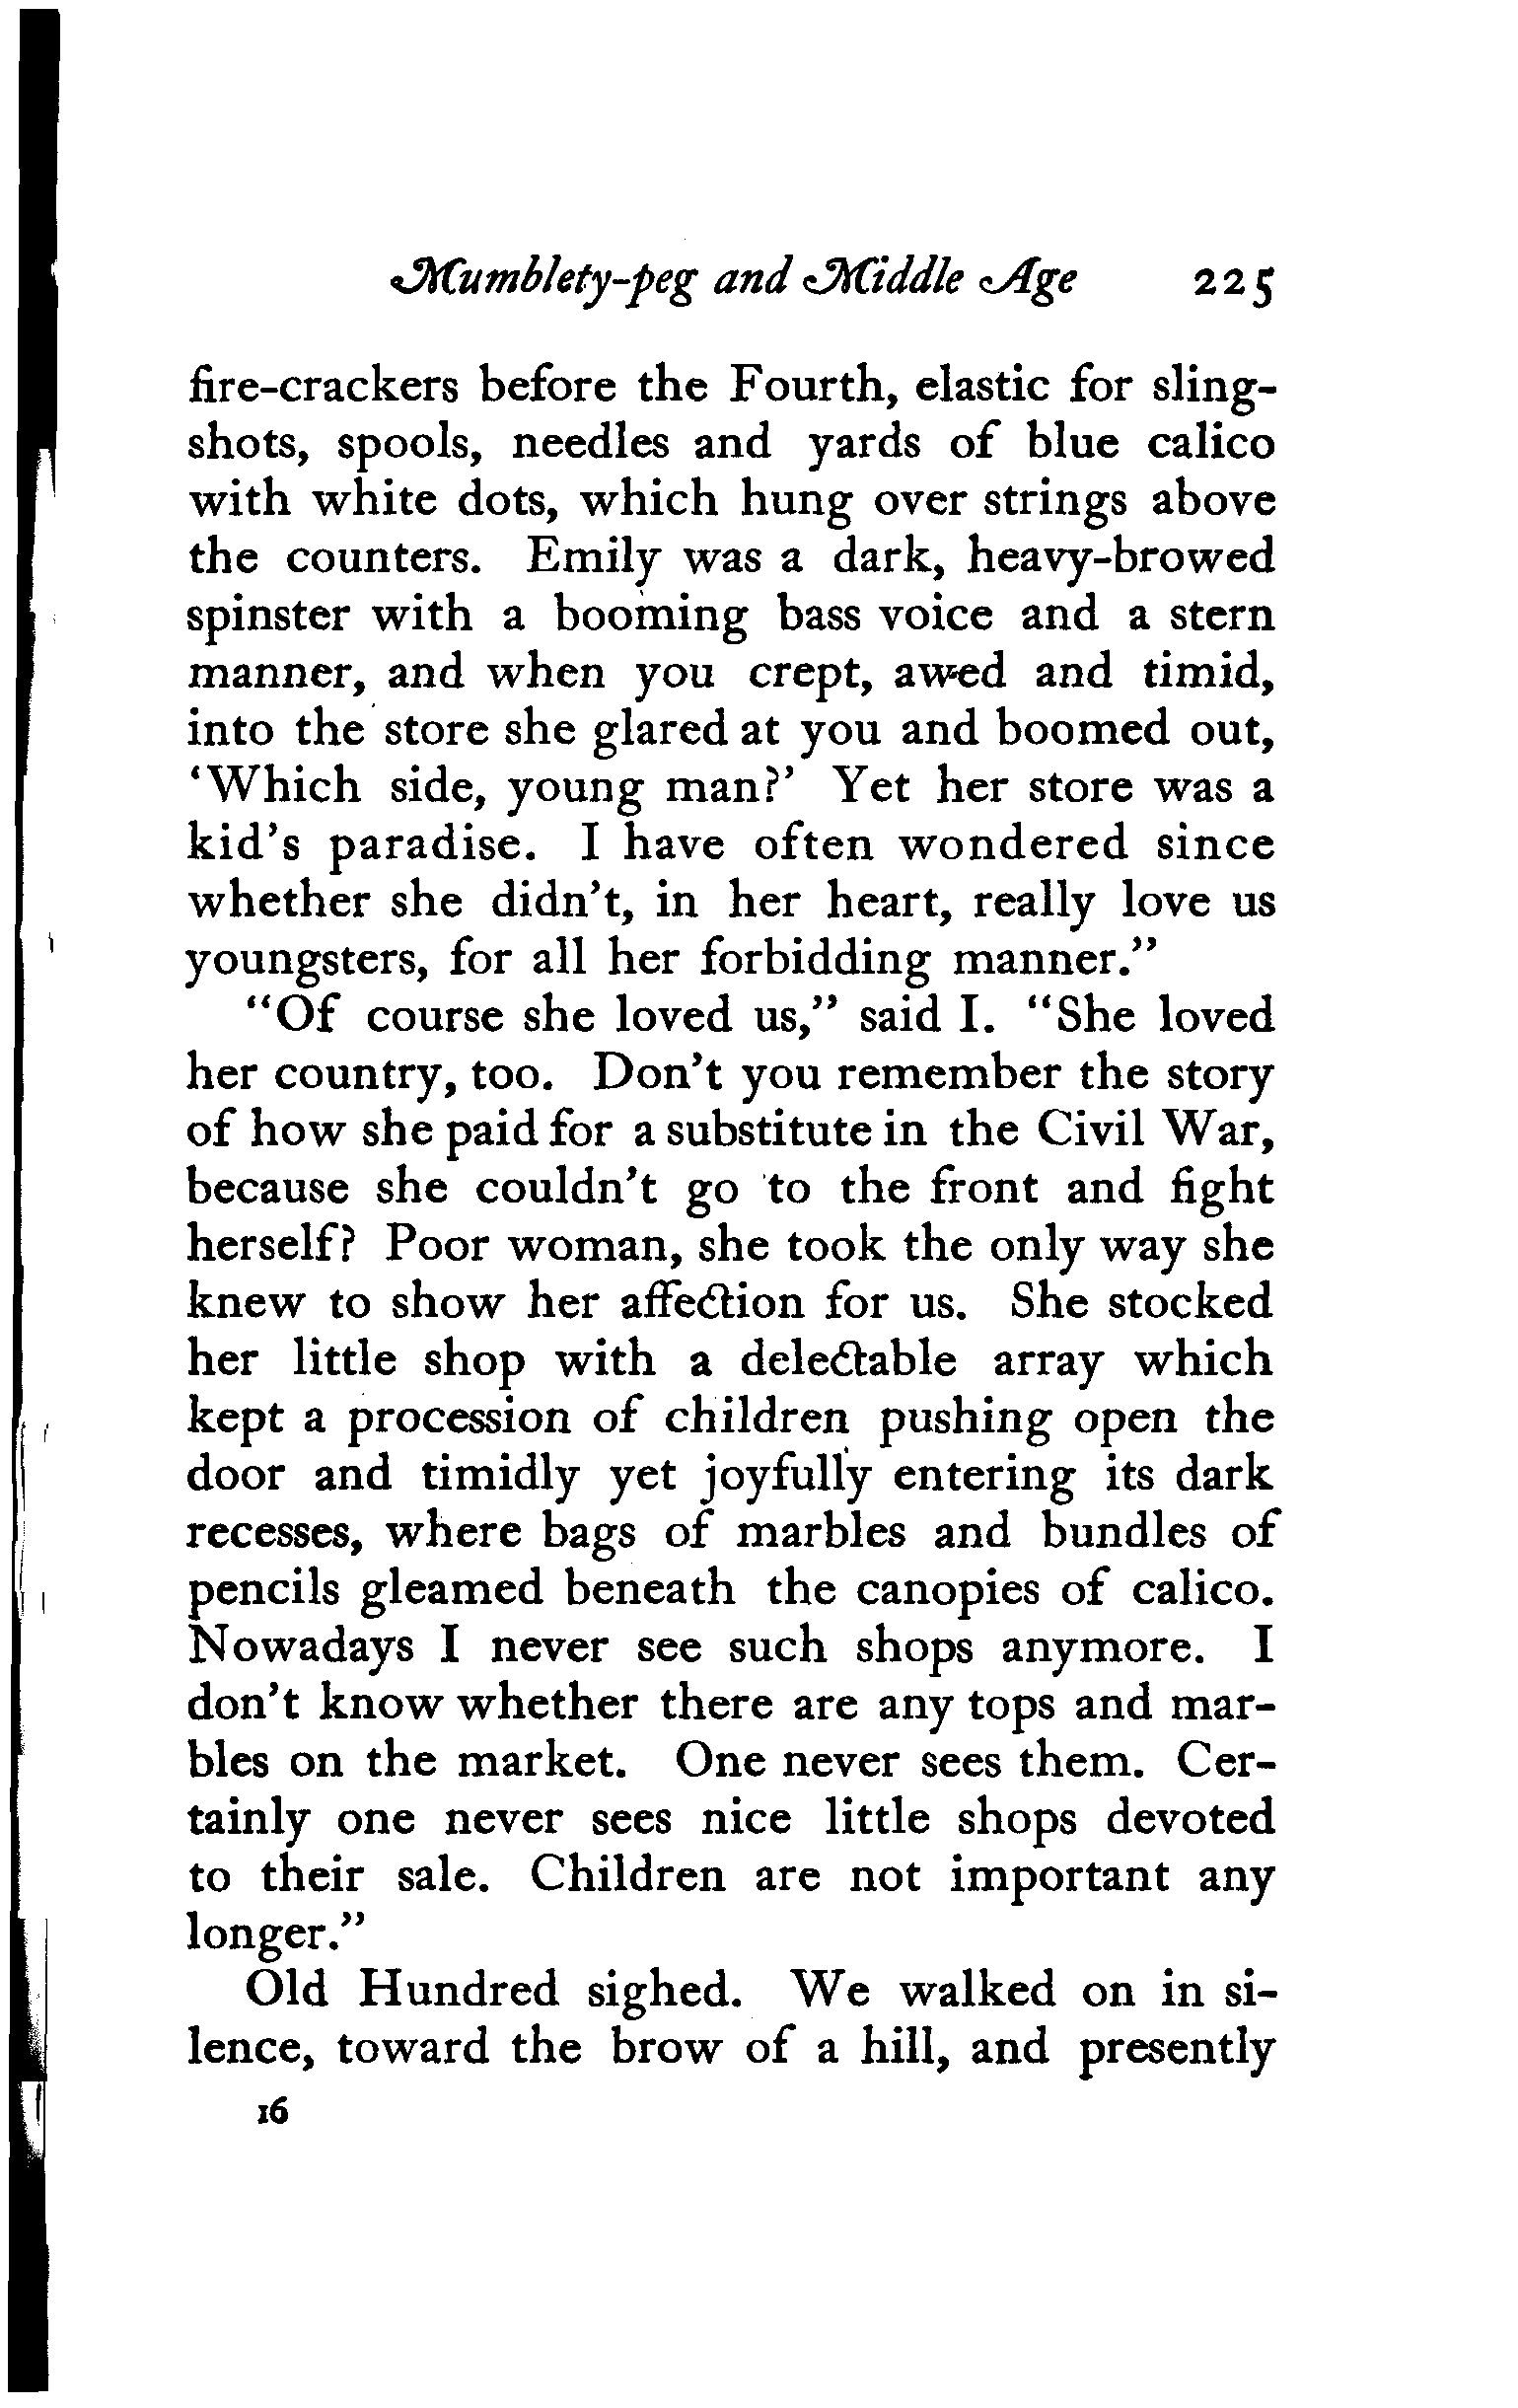 Mumblety-peg and Middle Age 225
fire-crackers before the Fourth, elastic for sling-
shots, spools, needles and yards of blue calico
with white dots, which hung over strings above
the counters. Emily was a dark, heavy-browed
spinster with a booming bass voice and a stern
manner, and when you crept, awed and timid,
into the store she glared at you and boomed out,
‘Which side, young man?’ Yet her store was a
kid’s paradise. I have often wondered since
whether she didn’t, in her heart, really love us
youngsters, for all her forbidding manner.”
“Of course she loved us,” said I. “She loved
her country, too. Don’t you remember the story
of how she paid for a substitute in the Civil War,
because she couldn’t go to the front and fight
herself? Poor woman, she took the only way she
knew to show her affection for us. She stocked
her little shop with a delectable array which
kept a procession of children pushing open the
door and timidly yet joyfully entering its dark
recesses, where bags of marbles and bundles of
pencils gleamed beneath the canopies of calico.
Nowadays I never see such shops anymore. I
don’t know whether there are any tops and mar-
bles on the market. One never sees them. Cer-
tainly one never sees nice little shops devoted
to their sale. Children are not important any
longer.”
Old Hundred sighed. We walked on in si-
lence, toward the brow of a hill, and presently
16